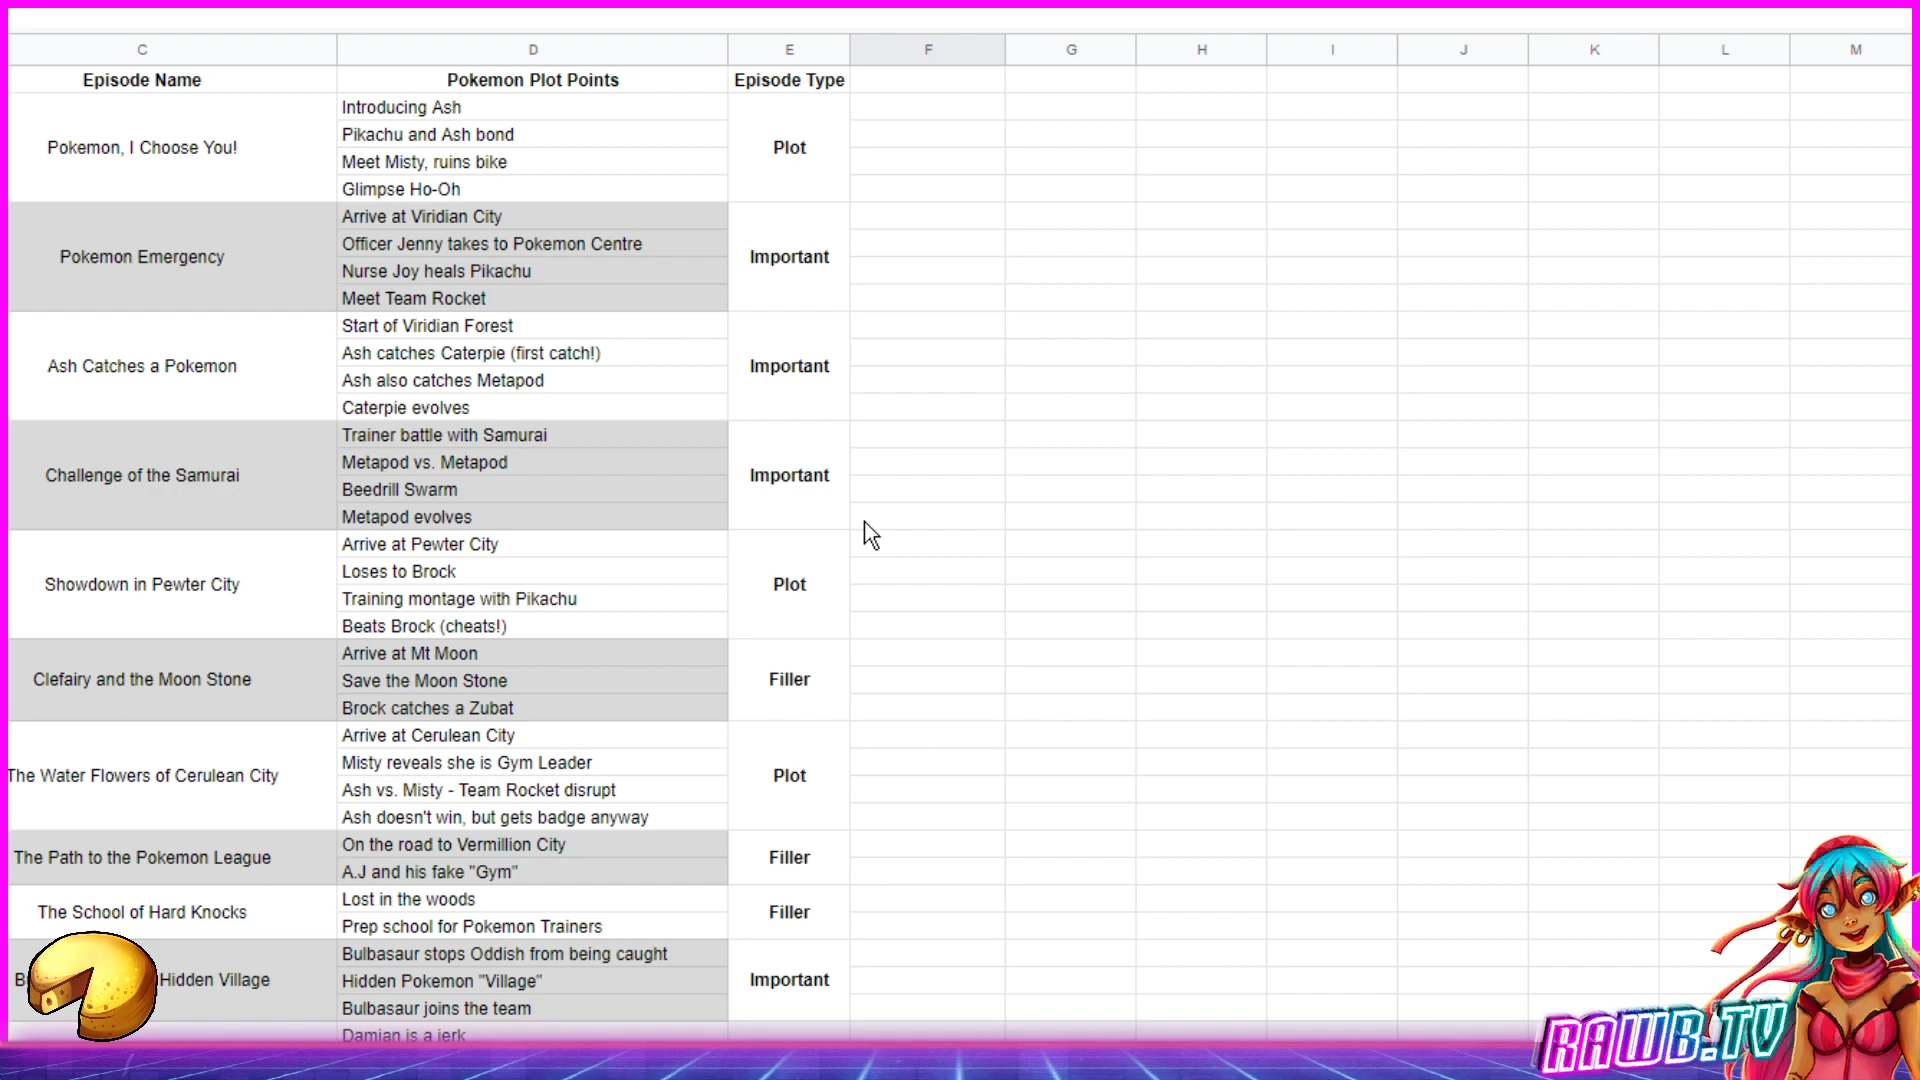 C D E F G H I J K L M
Episode Name Pokemon Plot Points Episode Type
Introducing Ash
Pikachu and Ash bond
Pokemon, I Choose You! Plot
Meet Misty, ruins bike
Glimpse Ho-Oh
Arrive at Viridian City
Officer Jenny takes to Pokemon Centre
Pokemon Emergency Important
Nurse Joy heals Pikachu
Meet Team Rocket
Start of Viridian Forest
Ash catches Caterpie (first catch!)
Ash Catches a Pokemon Important
Ash also catches Metapod
Caterpie evolves
Trainer battle with Samurai
Metapod vs. Metapod
Challenge of the Samurai Important
Beedrill Swarm
Metapod evolves
Arrive at Pewter City
Loses to Brock
Showdown in Pewter City Plot
Training montage with Pikachu
Beats Brock (cheats!)
Arrive at Mt Moon
Clefairy and the Moon Stone Save the Moon Stone Filler
Brock catches a Zubat
Arrive at Cerulean City
Misty reveals she is Gym Leader
The Water Flowers of Cerulean City Plot
Ash vs. Misty - Team Rocket disrupt
Ash doesn't win, but gets badge anyway
On the road to Vermillion City
The Path to the Pokemon League Filler
A.J and his fake "Gym"
Lost in the woods
The School of Hard Knocks Filler
Prep school for Pokemon Trainers
Bulbasaur stops Oddish from being caught
Hidden Village Hidden Pokemon "Village" Important
Bulbasaur joins the team
Damian is a jerk
RAWB.TV